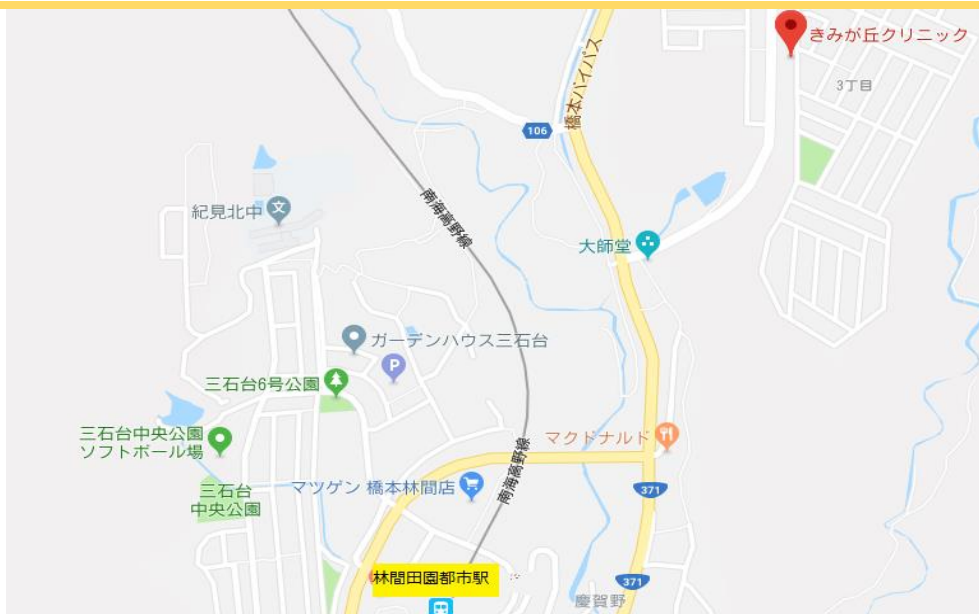 きみが丘クリニック
3丁目
橋本バイパス
106
紀見北中
文
南海高野線
大師堂
ガーデンハウス三石台
P
三石台6号公園
三石台中央公園
ソフトボール場
マクドナルド
三石台
中央公園
マツゲン 橋本林間店
南海高野線
371
林間田園都市駅
371
慶賀野